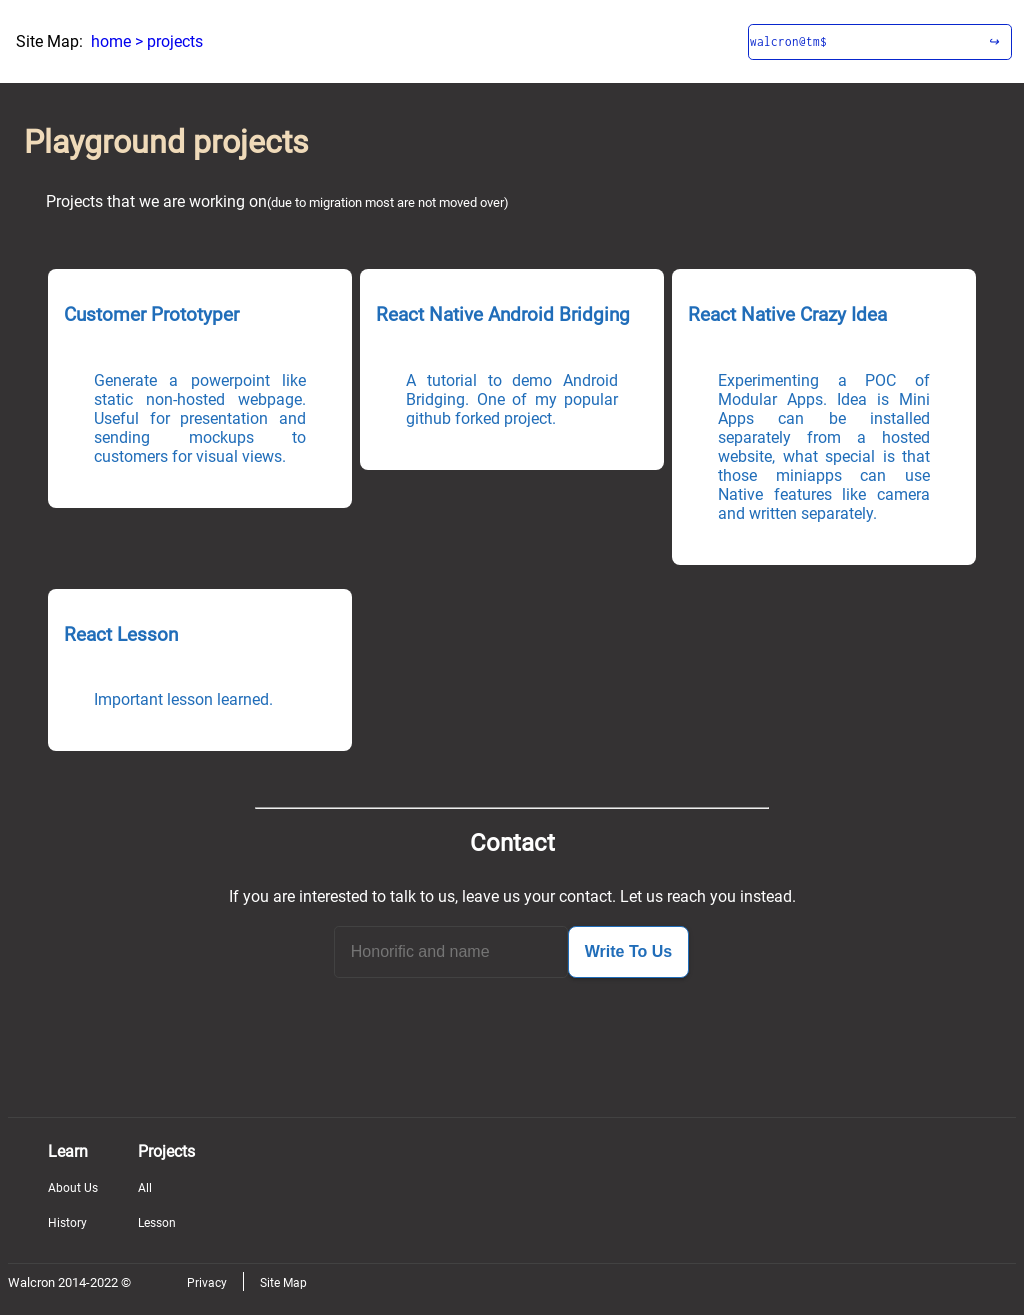 Site Map: home > projects
walcron@tm$ ↪
Playground projects
Projects that we are working on(due to migration most are not moved over)
Customer Prototyper
Generate a powerpoint like
static non-hosted webpage.
Useful for presentation and
sending mockups to
customers for visual views.
React Native Android Bridging
A tutorial to demo Android
Bridging. One of my popular
github forked project.
React Native Crazy Idea
Experimenting a POC of
Modular Apps. Idea is Mini
Apps can be installed
separately from a hosted
website, what special is that
those miniapps can use
Native features like camera
and written separately.
React Lesson
Important lesson learned.
Contact
If you are interested to talk to us, leave us your contact. Let us reach you instead.
Honorific and name
Write To Us
Learn
About Us
History
Projects
All
Lesson
Walcron 2014-2022 ©
Privacy
Site Map